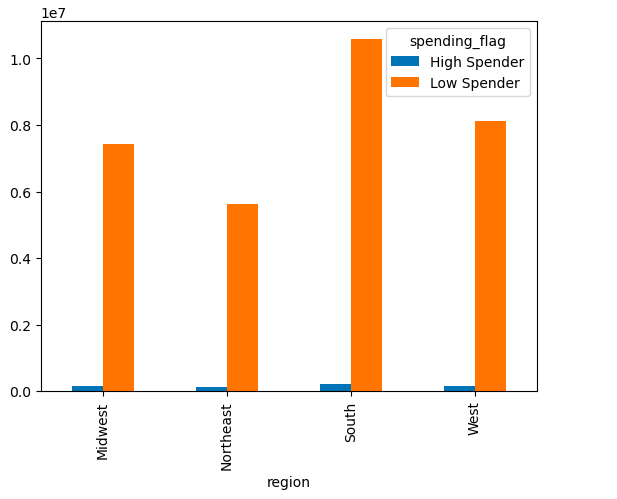 1e7
spending_flag
High Spender
Low Spender
1.0
0.8
0.6
0.4
0.2
0.0
Midwest
Northeast
South
West
region